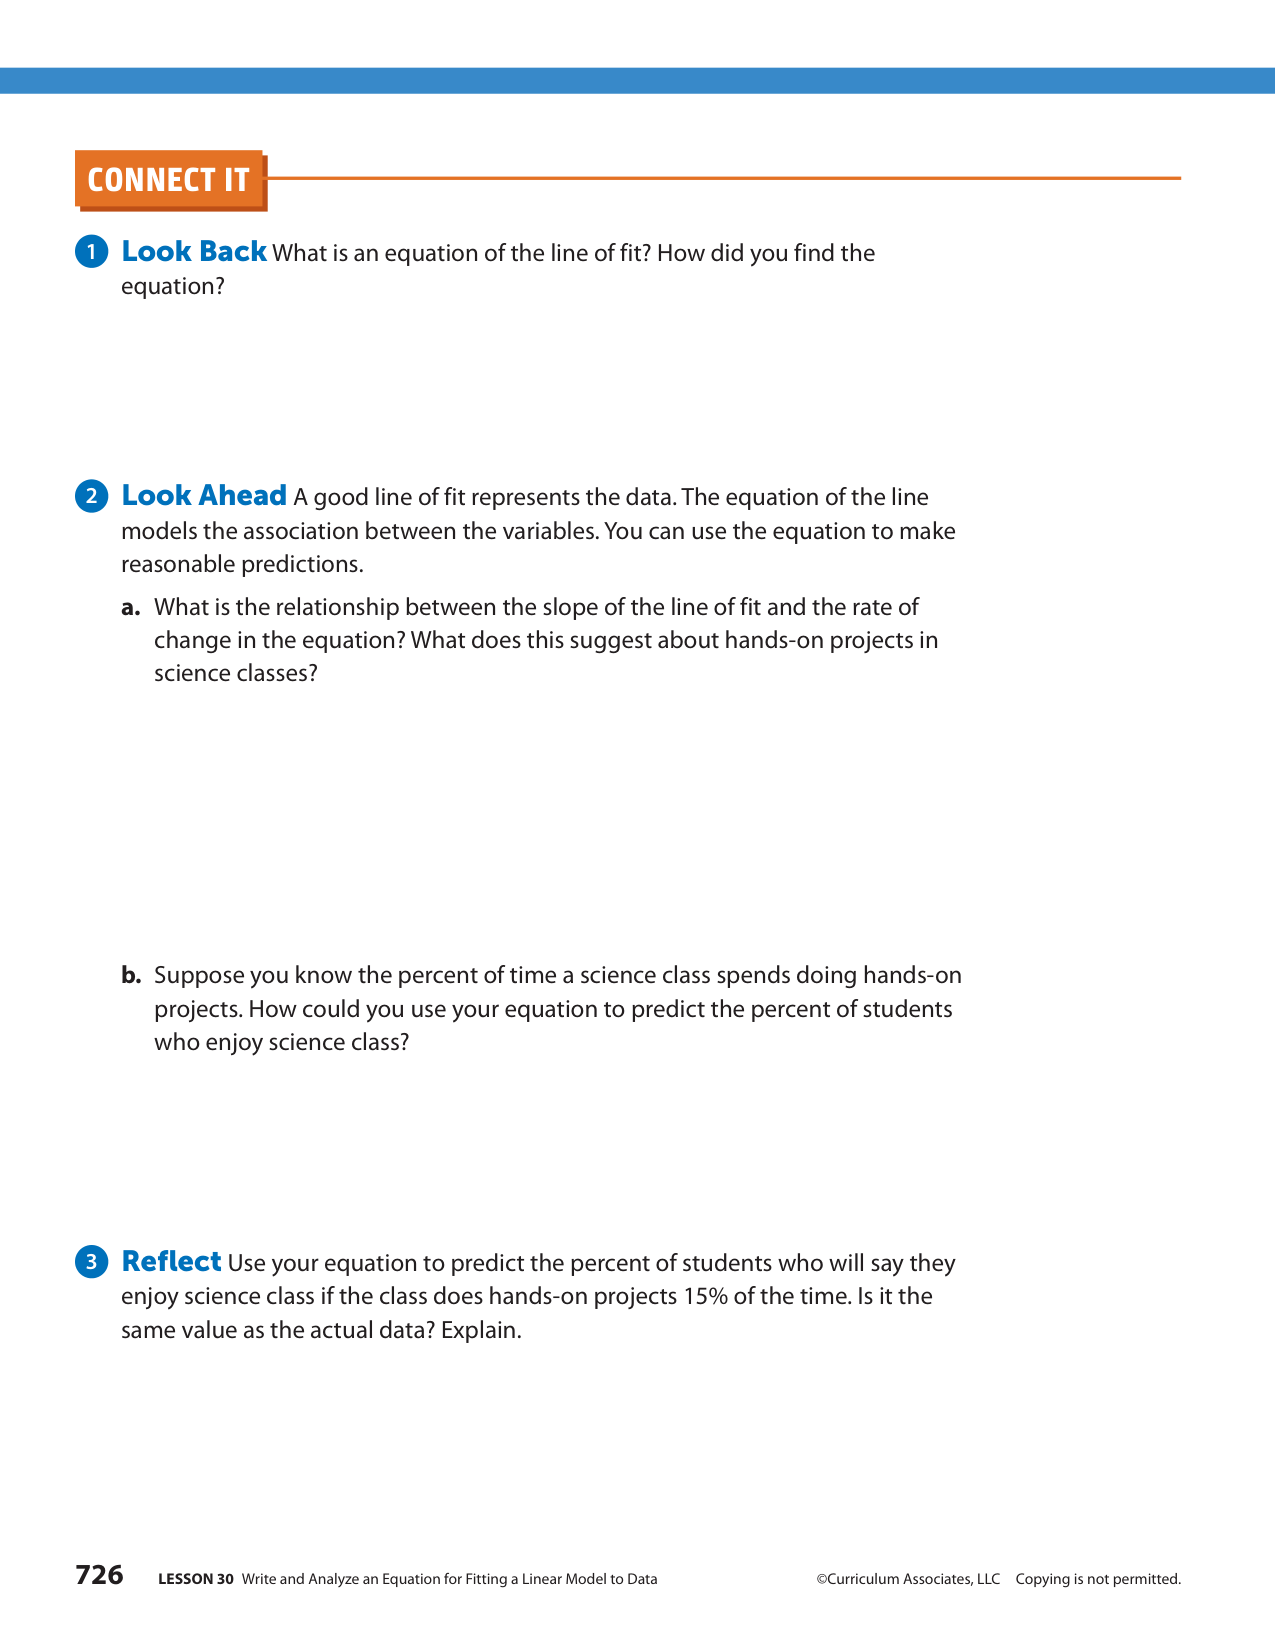 CONNECT IT
1 Look Back What is an equation of the line of fit? How did you find the
equation?
2 Look Ahead A good line of fit represents the data. The equation of the line
models the association between the variables. You can use the equation to make
reasonable predictions.
a. What is the relationship between the slope of the line of fit and the rate of
change in the equation? What does this suggest about hands-on projects in
science classes?
b. Suppose you know the percent of time a science class spends doing hands-on
projects. How could you use your equation to predict the percent of students
who enjoy science class?
3 Reflect Use your equation to predict the percent of students who will say they
enjoy science class if the class does hands-on projects 15% of the time. Is it the
same value as the actual data? Explain.
726 LESSON 30 Write and Analyze an Equation for Fitting a Linear Model to Data ©Curriculum Associates, LLC Copying is not permitted.